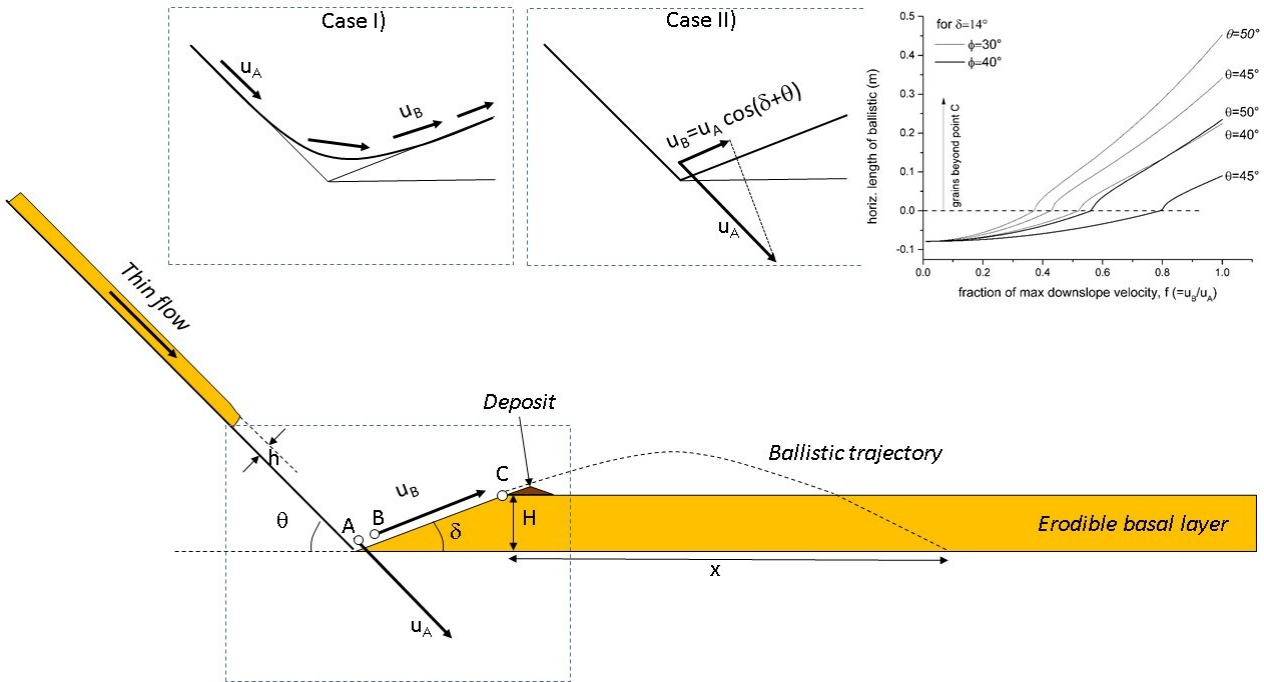 Case I)
u_A
u_B
Case II)
u_B=u_A cos(δ+θ)
u_A
for δ=14°
ϕ=30°
ϕ=40°
horiz. length of ballistic (m)
0.5
0.4
0.3
0.2
0.1
0.0
-0.1
grains beyond point C
θ=50°
θ=45°
θ=50°
θ=40°
θ=45°
0.0 0.2 0.4 0.6 0.8 1.0
fraction of max downslope velocity, f (=u_B/u_A)
Thin flow
h
Deposit
Ballistic trajectory
u_B
C
θ
A
B
δ
H
Erodible basal layer
x
u_A